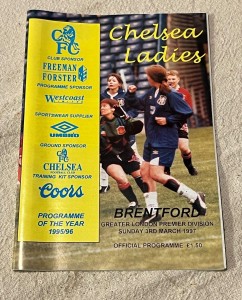 CFC
CLUB SPONSOR
FREEMAN
FORSTER
PROGRAMME SPONSOR
Westcoast
SPORTSWEAR SUPPLIER
UMBRO
GROUND SPONSOR
CFC
CHELSEA
TRAINING KIT SPONSOR
Coors
PROGRAMME
OF THE YEAR
1995/96
Chelsea
Ladies
BRENTFORD
GREATER LONDON PREMIER DIVISION
SUNDAY 3RD MARCH 1997
OFFICIAL PROGRAMME £1.50